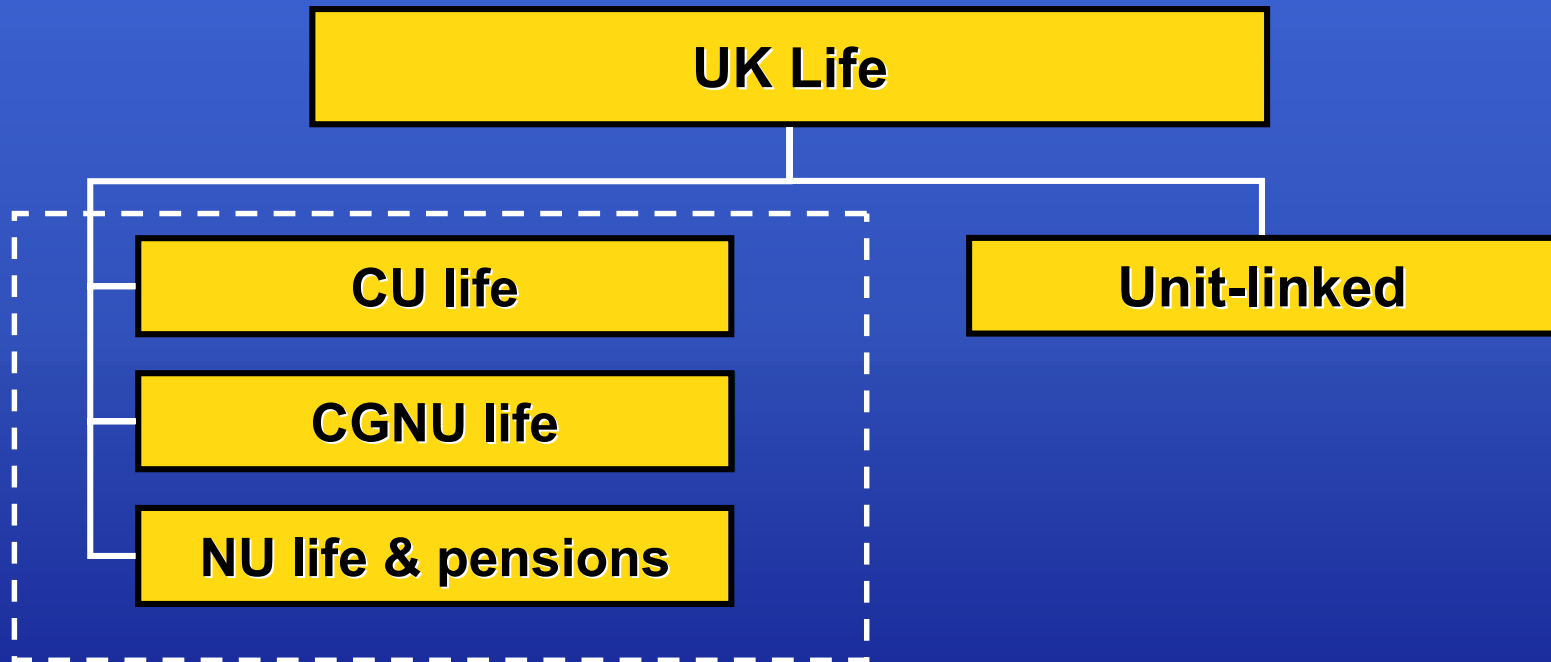 UK Life
CU life
Unit-linked
CGNU life
NU life & pensions